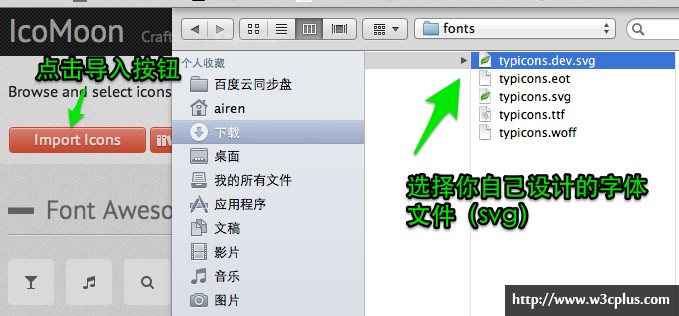 IcoMoon
Craf
点击导入按钮
Browse and select icons
Import Icons
Font Aweso
fonts
个人收藏
百度云同步盘
airen
下载
桌面
我的所有文件
应用程序
文稿
影片
音乐
图片
typicons.dev.svg
typicons.eot
typicons.svg
typicons.ttf
typicons.woff
选择你自己设计的字体
文件（svg）
http://www.w3cplus.com